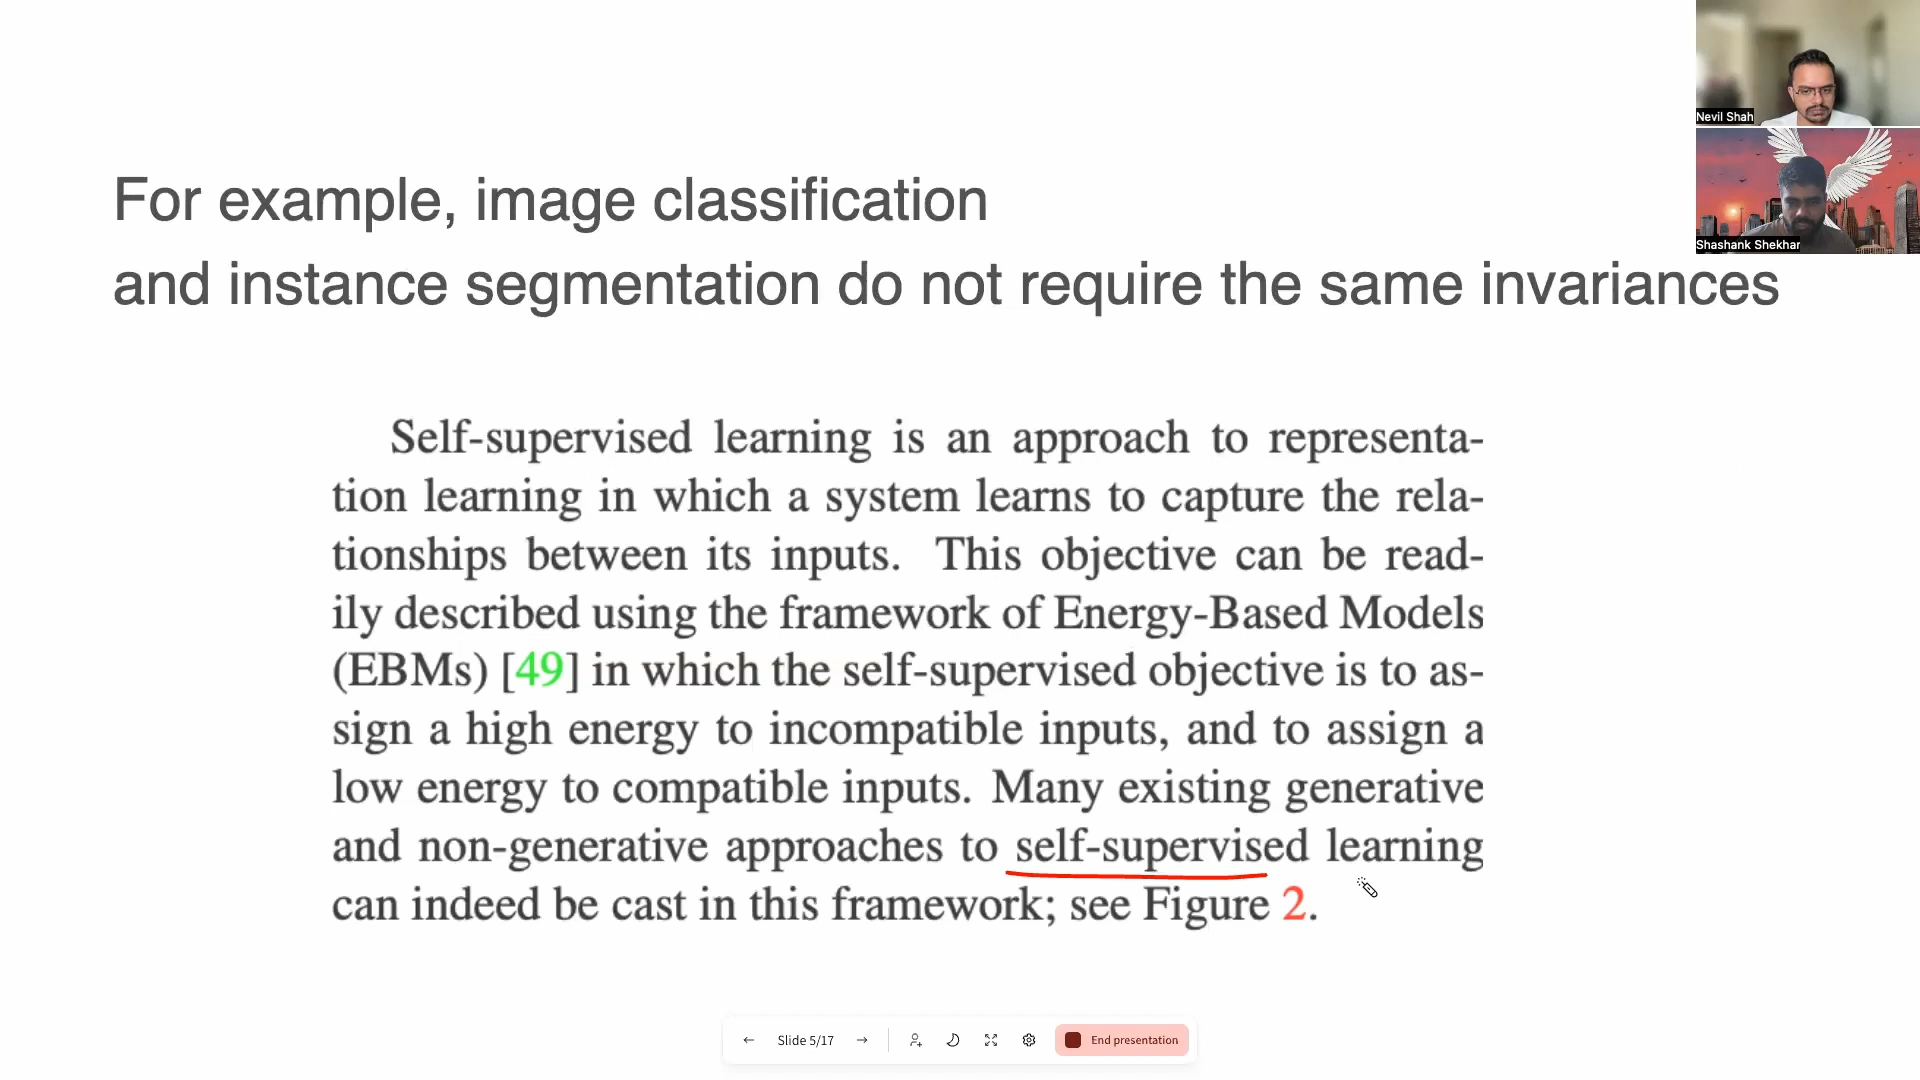 For example, image classification
and instance segmentation do not require the same invariances
Nevil Shah
Shashank Shekhar
Self-supervised learning is an approach to representa-
tion learning in which a system learns to capture the rela-
tionships between its inputs. This objective can be read-
ily described using the framework of Energy-Based Models
(EBMs) [49] in which the self-supervised objective is to as-
sign a high energy to incompatible inputs, and to assign a
low energy to compatible inputs. Many existing generative
and non-generative approaches to self-supervised learning
can indeed be cast in this framework; see Figure 2.
Slide 5/17
End presentation